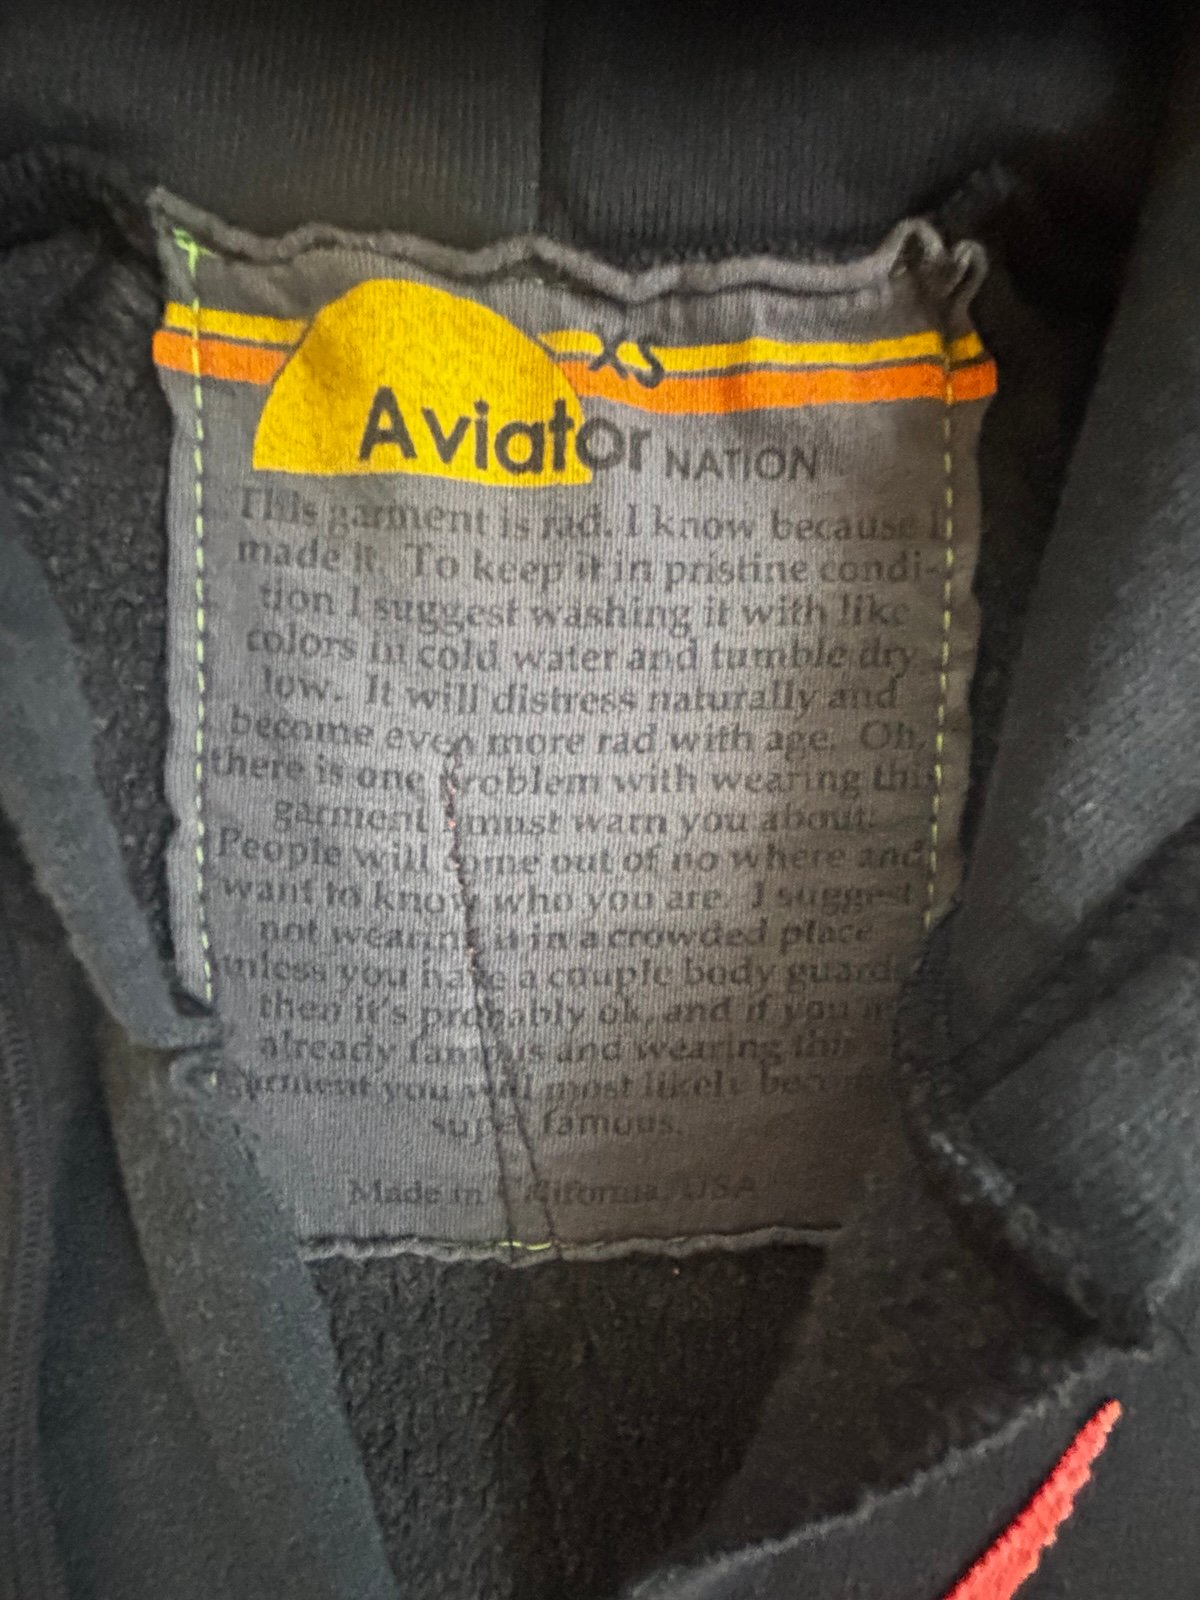 XS
Aviator NATION
This garment is rad. I know because I
made it. To keep it in pristine condi-
tion I suggest washing it with like
colors in cold water and tumble dry
low. It will distress naturally and
become even more rad with age. Oh,
there is one problem with wearing this
garment I must warn you about:
People will come out of no where and
want to know who you are. I suggest
not wearing it in a crowded place
unless you have a couple body guards
then it's probably ok, and if you
already famous and wearing this
garment you will most likely become
super famous.
Made in California, USA